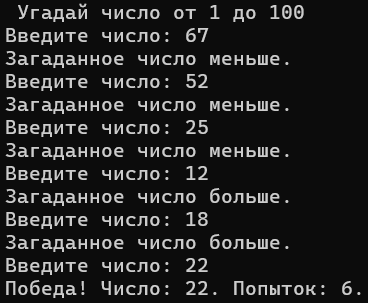 Угадай число от 1 до 100
Введите число: 67
Загаданное число меньше.
Введите число: 52
Загаданное число меньше.
Введите число: 25
Загаданное число меньше.
Введите число: 12
Загаданное число больше.
Введите число: 18
Загаданное число больше.
Введите число: 22
Победа! Число: 22. Попыток: 6.